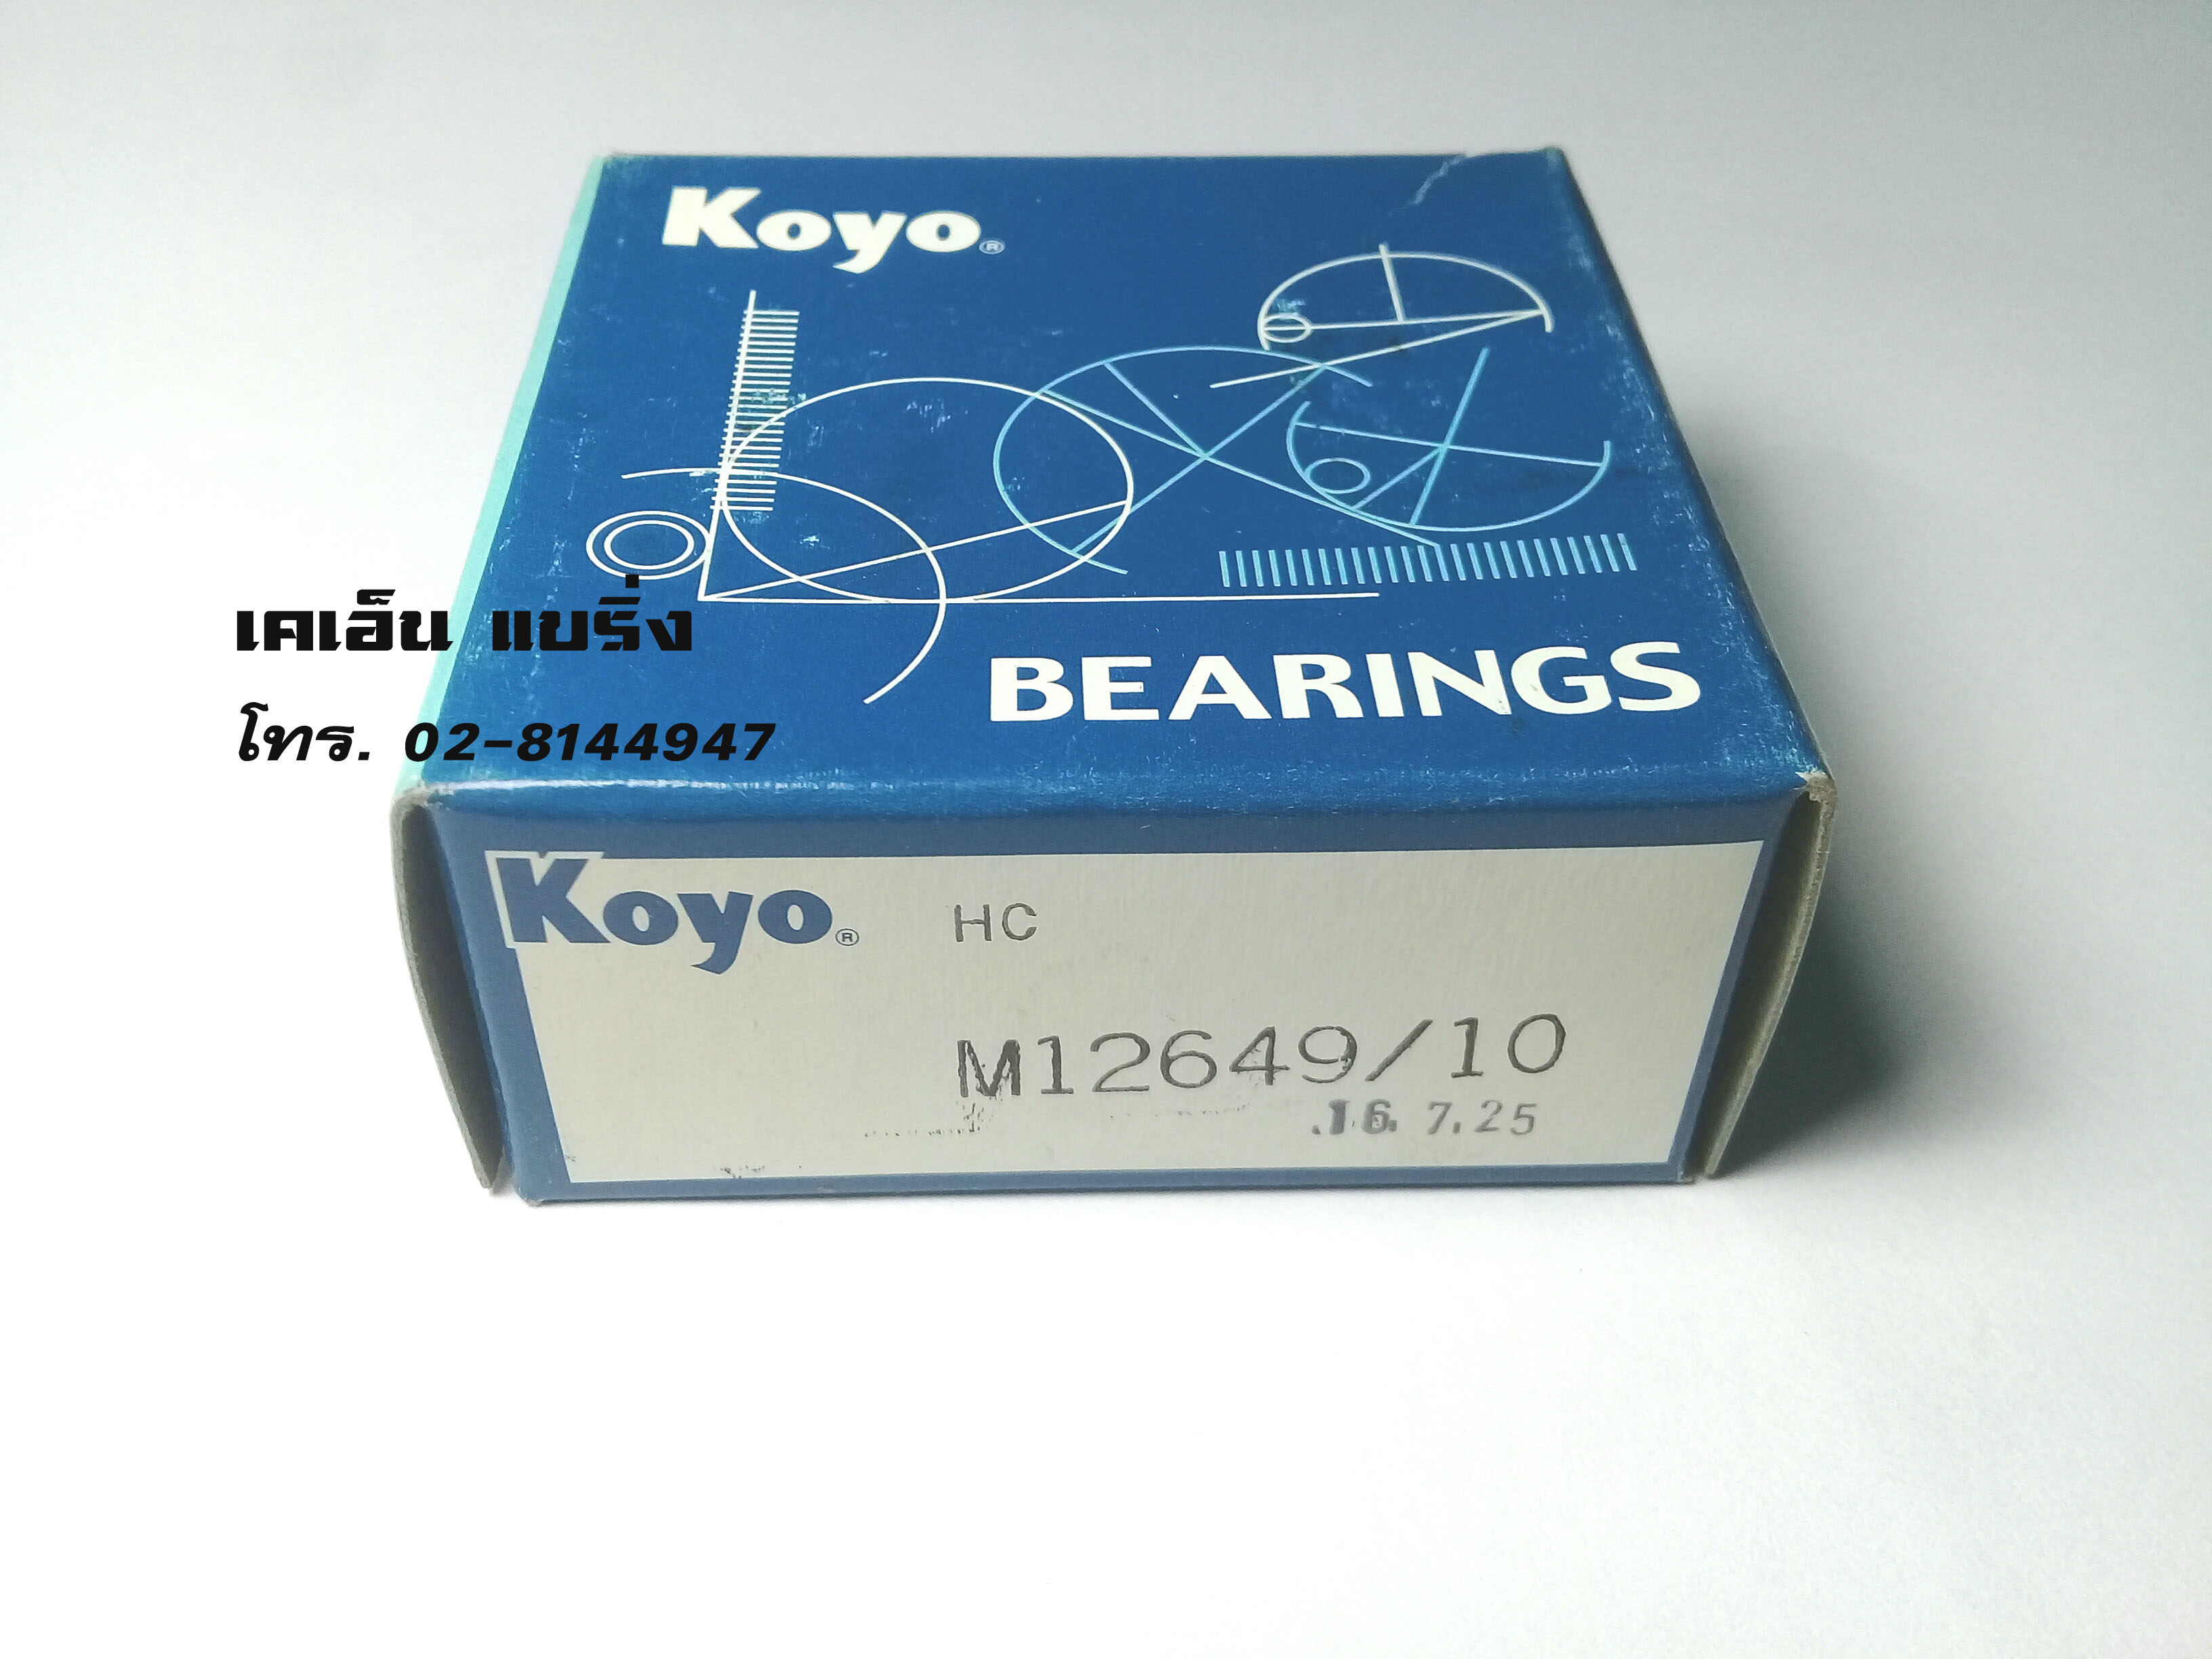 Koyo®
BEARINGS
เคเอ็น แบริ่ง
โทร. 02-8144947
Koyo® HC
M12649/10
.16. 7.25